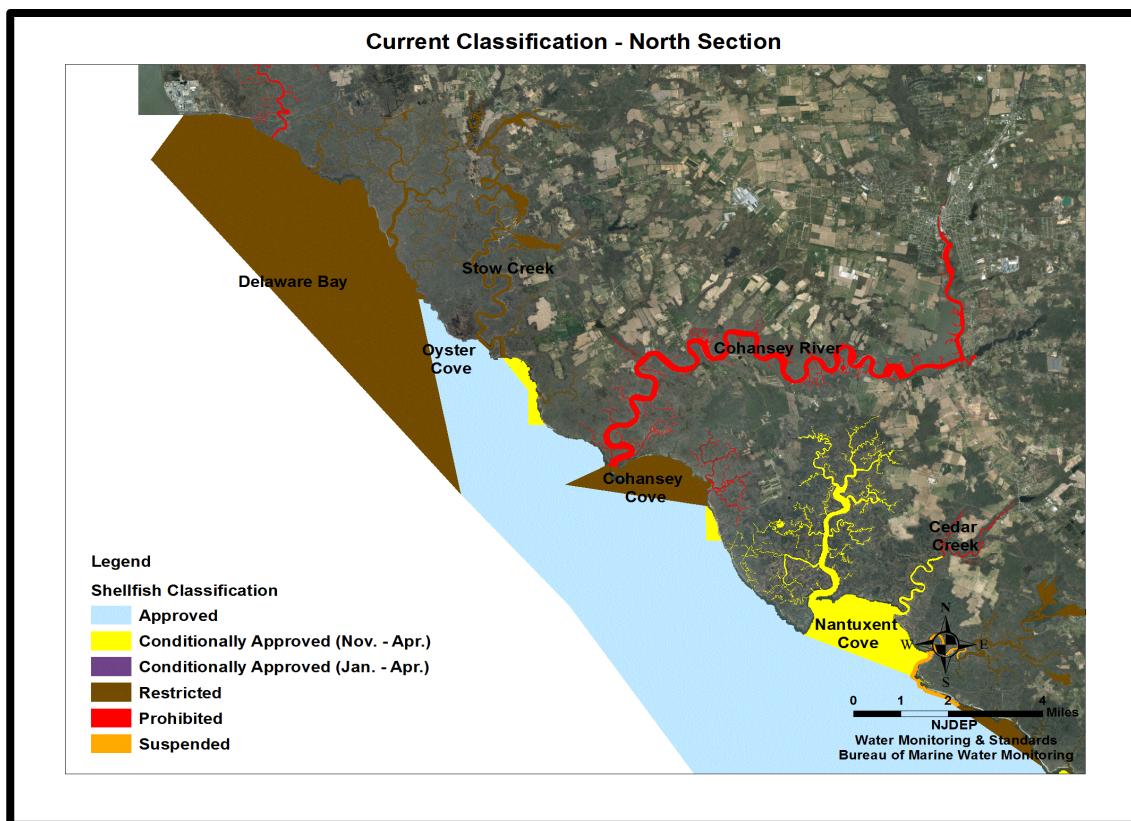 Current Classification - North Section
Delaware Bay
Stow Creek
Oyster
Cove
Cohansey River
Cohansey
Cove
Cedar
Creek
Nantuxent
Cove
N
W
E
S
Legend
Shellfish Classification
Approved
Conditionally Approved (Nov. - Apr.)
Conditionally Approved (Jan. - Apr.)
Restricted
Prohibited
Suspended
0 1 2 4
Miles
NJDEP
Water Monitoring & Standards
Bureau of Marine Water Monitoring